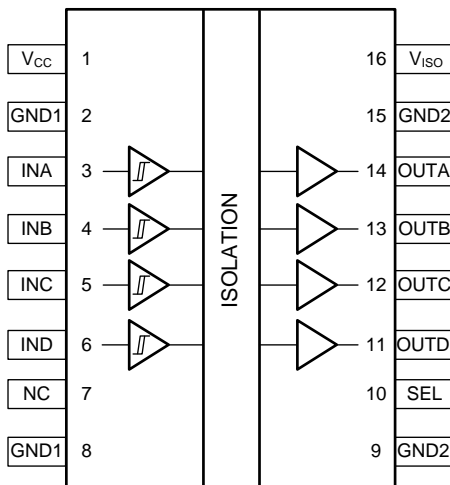 VCC 1 16 VISO
GND1 2 15 GND2
INA 3 14 OUTA
INB 4 13 OUTB
INC 5 12 OUTC
IND 6 11 OUTD
NC 7 10 SEL
GND1 8 9 GND2
ISOLATION